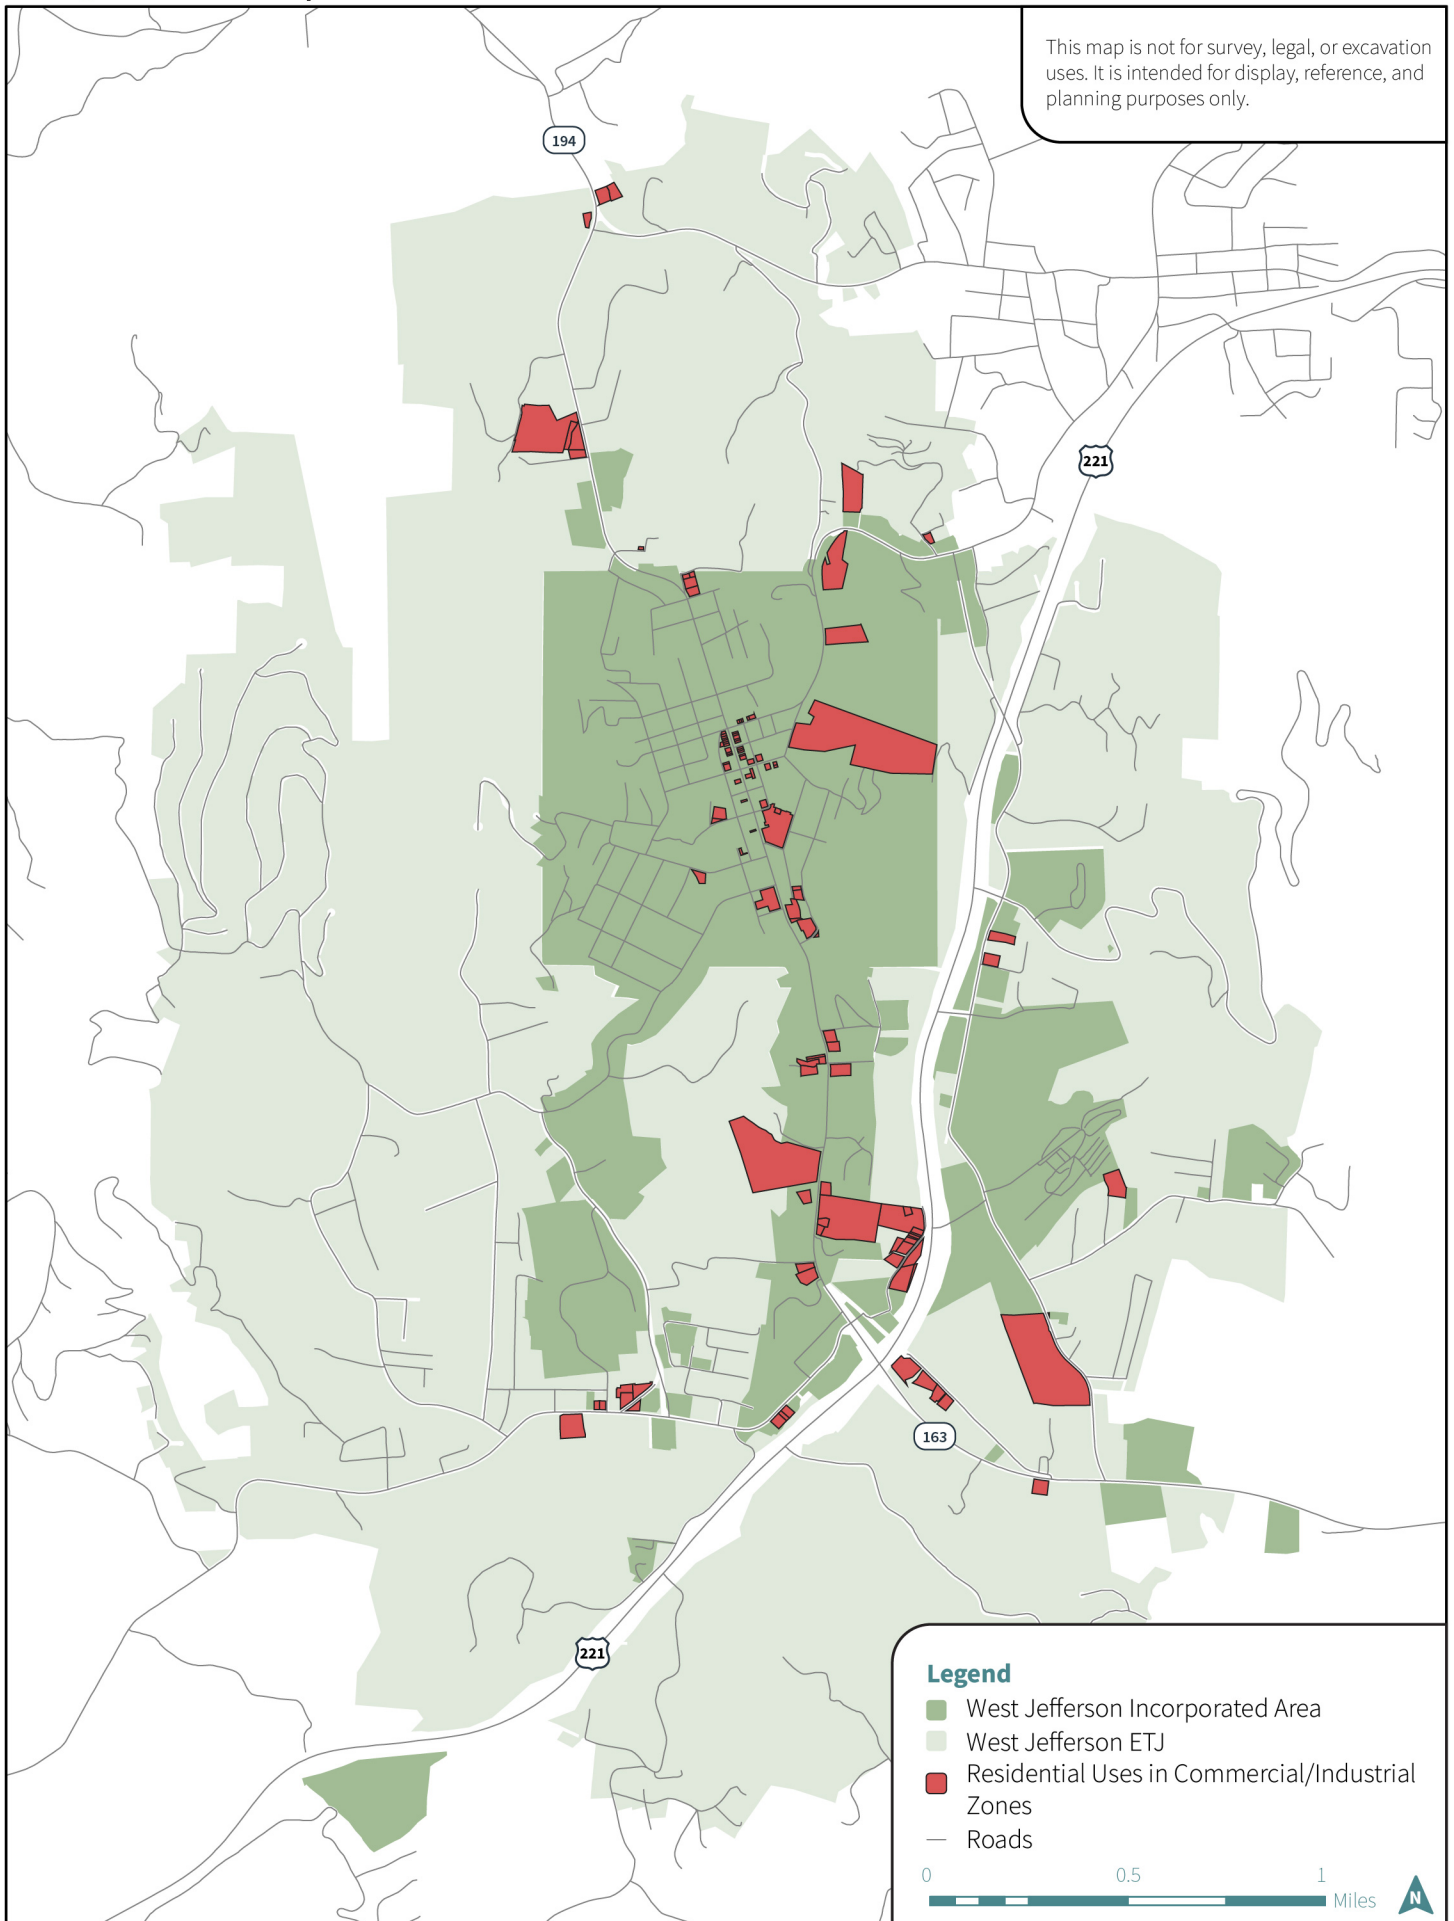 This map is not for survey, legal, or excavation
uses. It is intended for display, reference, and
planning purposes only.
194
221
163
221
Legend
West Jefferson Incorporated Area
West Jefferson ETJ
Residential Uses in Commercial/Industrial
Zones
Roads
0 0.5 1
Miles
N